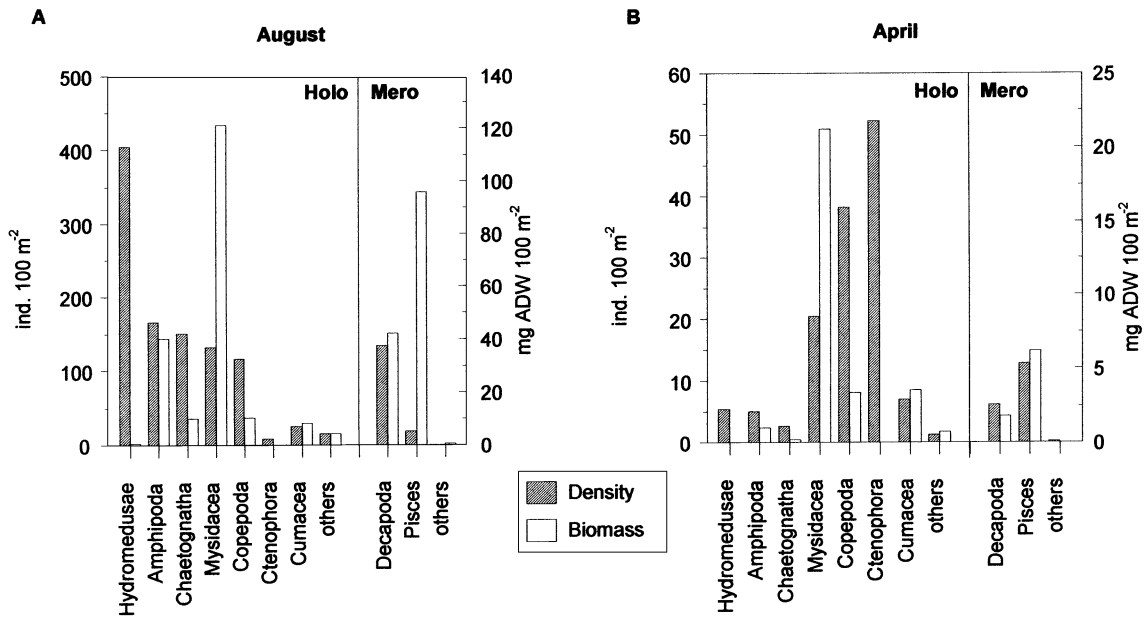 A
August
500
400
300
200
100
0
ind. 100 m-2
140
120
100
80
60
40
20
0
mg ADW 100 m-2
Holo
Mero
Hydromedusae
Amphipoda
Chaetognatha
Mysidacea
Copepoda
Ctenophora
Cumacea
others
Decapoda
Pisces
others
B
April
60
50
40
30
20
10
0
ind. 100 m-2
25
20
15
10
5
0
mg ADW 100 m-2
Holo
Mero
Hydromedusae
Amphipoda
Chaetognatha
Mysidacea
Copepoda
Ctenophora
Cumacea
others
Decapoda
Pisces
others
Density
Biomass